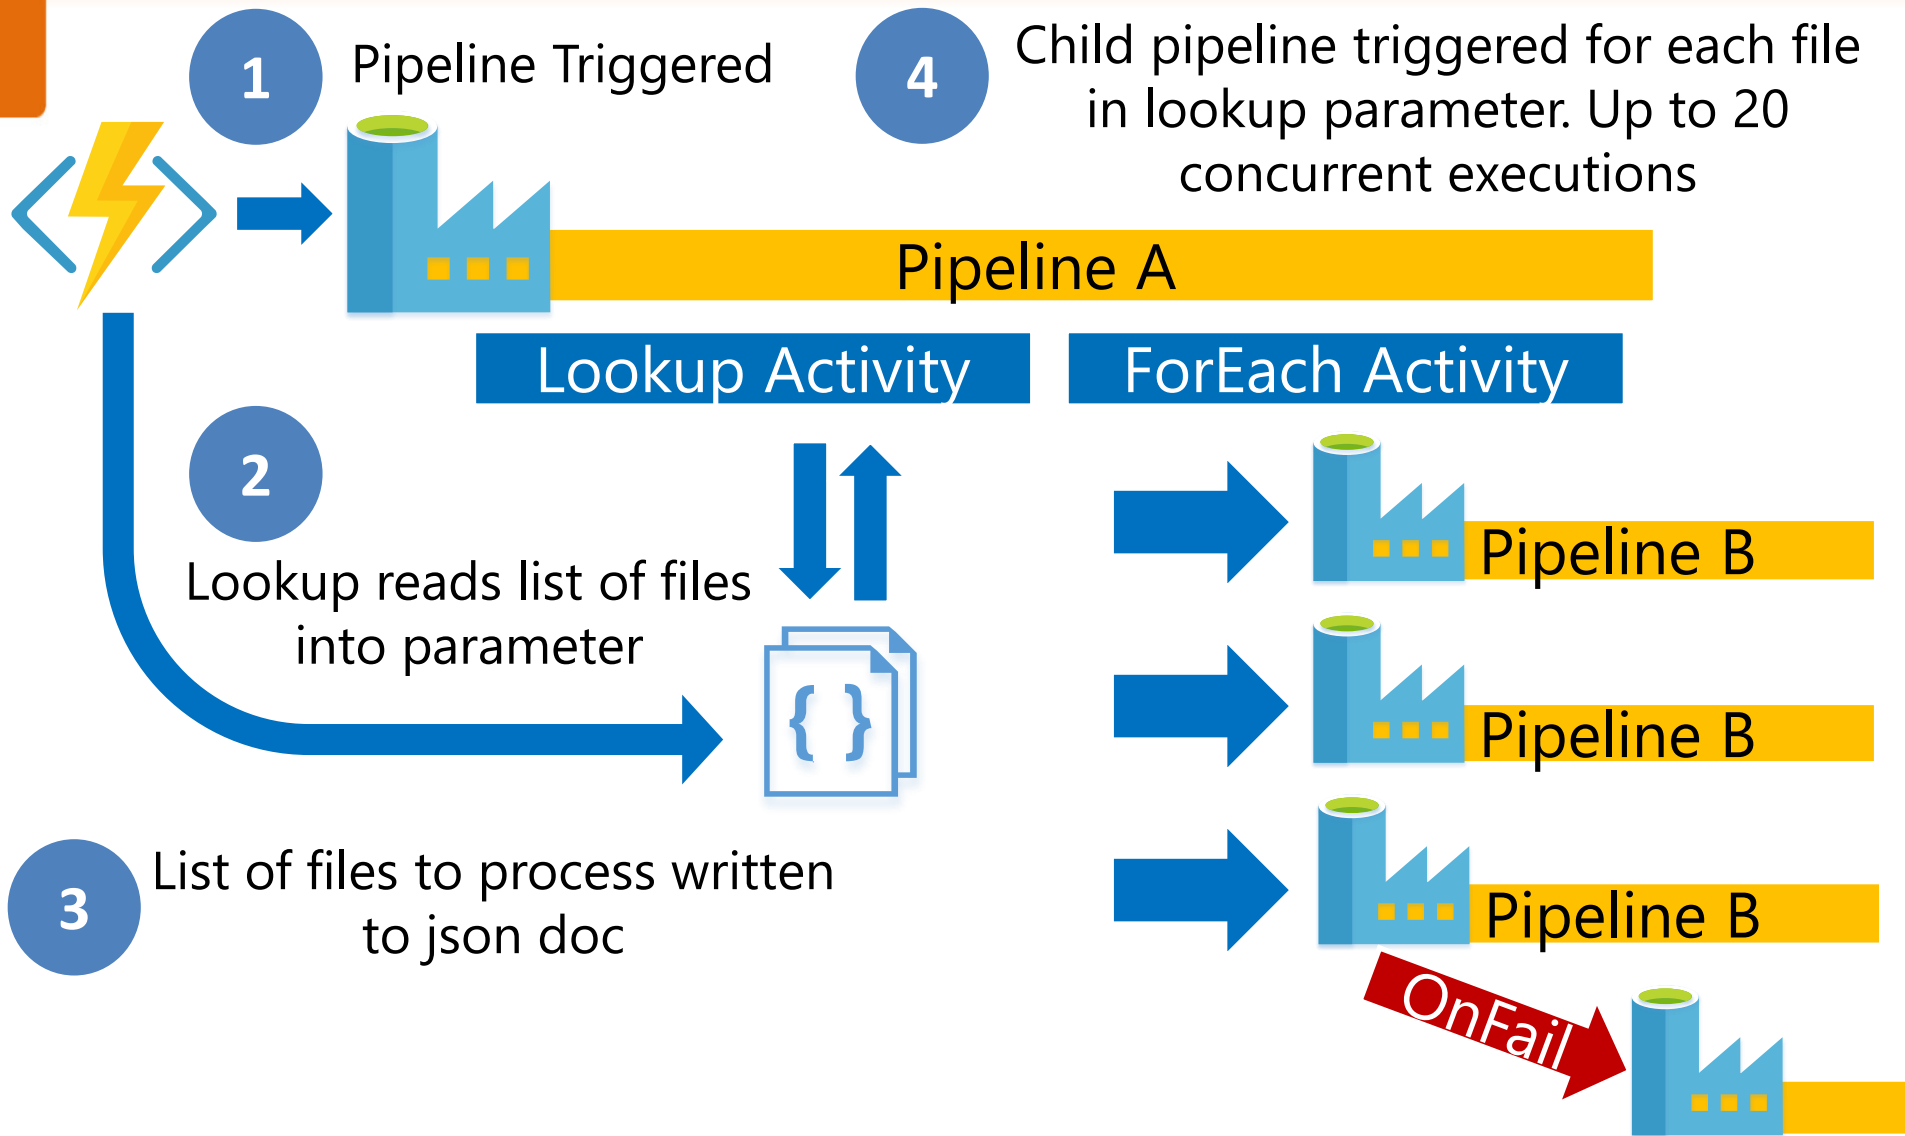 1
Pipeline Triggered
4
Child pipeline triggered for each file
in lookup parameter. Up to 20
concurrent executions
Pipeline A
Lookup Activity
ForEach Activity
2
Lookup reads list of files
into parameter
{ }
Pipeline B
Pipeline B
3
List of files to process written
to json doc
Pipeline B
OnFail